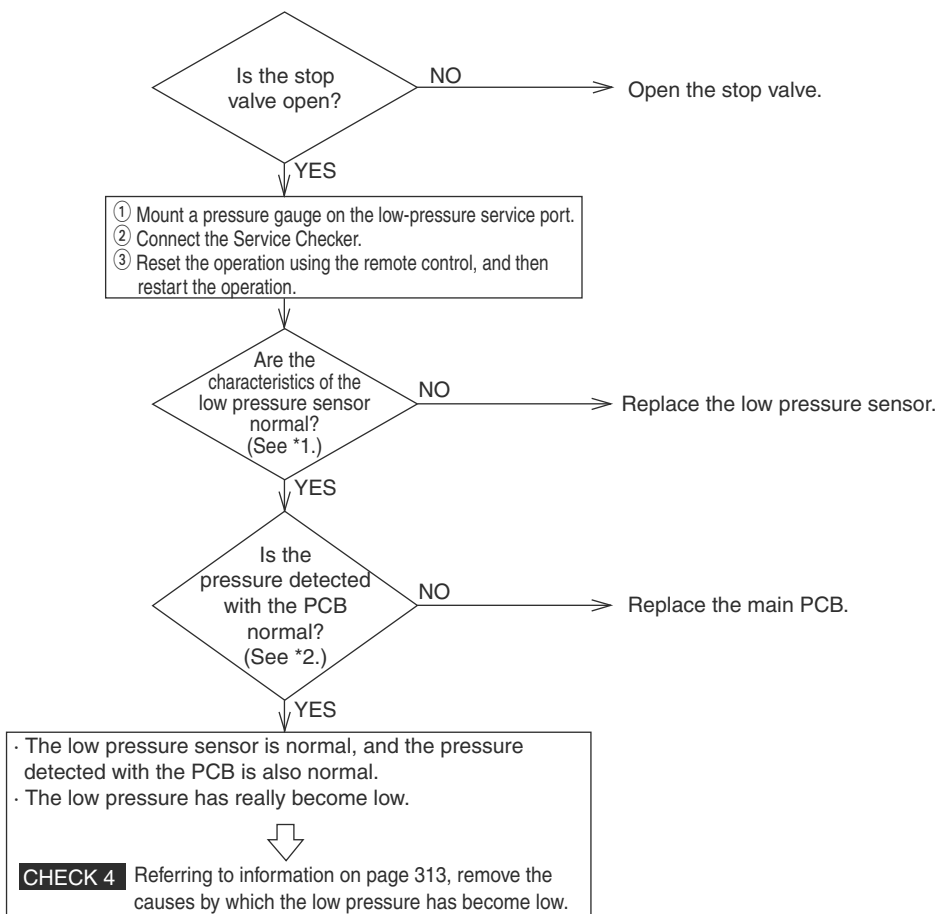 Is the stop
valve open?
NO
Open the stop valve.
YES
① Mount a pressure gauge on the low-pressure service port.
② Connect the Service Checker.
③ Reset the operation using the remote control, and then
restart the operation.
Are the
characteristics of the
low pressure sensor
normal?
(See *1.)
NO
Replace the low pressure sensor.
YES
Is the
pressure detected
with the PCB
normal?
(See *2.)
NO
Replace the main PCB.
YES
· The low pressure sensor is normal, and the pressure
detected with the PCB is also normal.
· The low pressure has really become low.
CHECK 4 Referring to information on page 313, remove the
causes by which the low pressure has become low.